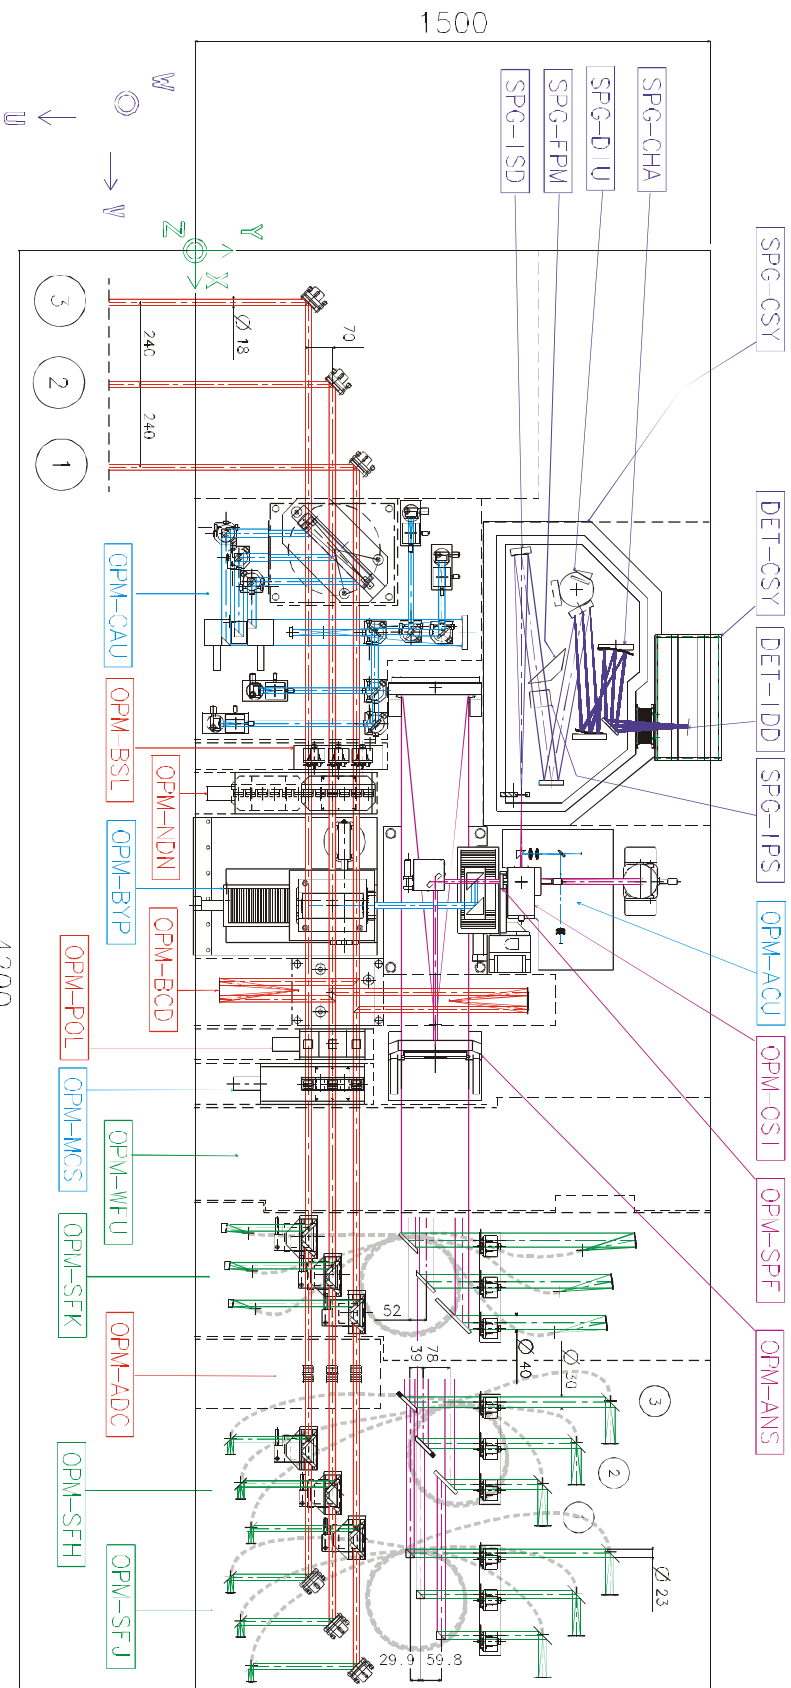 1500
SPG-ISD
SPG-FPM
SPG-DIU
SPG-CHA
SPG-CSY
DET-CSY
DET-IDD
SPG-IPS
OPM-ACU
OPM-OSI
OPM-SPF
OPM-ANS
W
U
V
Z
Y
X
3
2
1
240
240
Ø 18
70
OPM-CAU
OPM-BSL
OPM-NDN
OPM-BYP
OPM-BCD
OPM-POL
OPM-MCS
OPM-WFU
OPM-SFK
OPM-ADC
OPM-SFH
OPM-SFJ
52
39
78
Ø 40
Ø 30
3
2
1
Ø 23
29.9
59.8